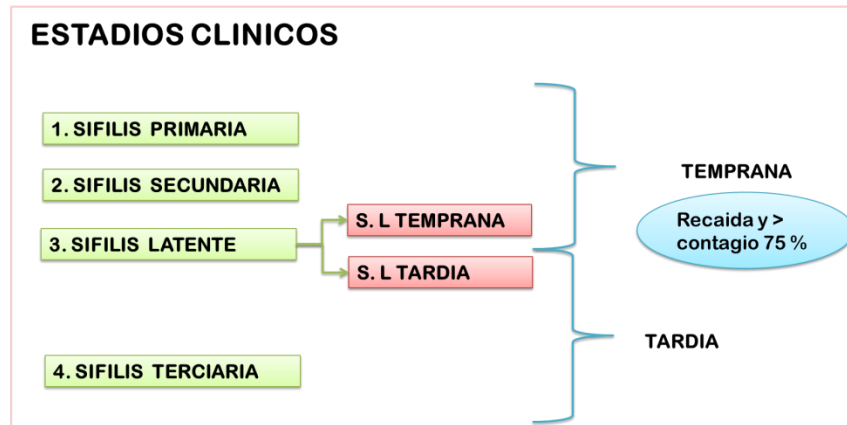 ESTADIOS CLINICOS
1. SIFILIS PRIMARIA
2. SIFILIS SECUNDARIA
3. SIFILIS LATENTE
S. L TEMPRANA
S. L TARDIA
4. SIFILIS TERCIARIA
TEMPRANA
Recaida y >
contagio 75 %
TARDIA